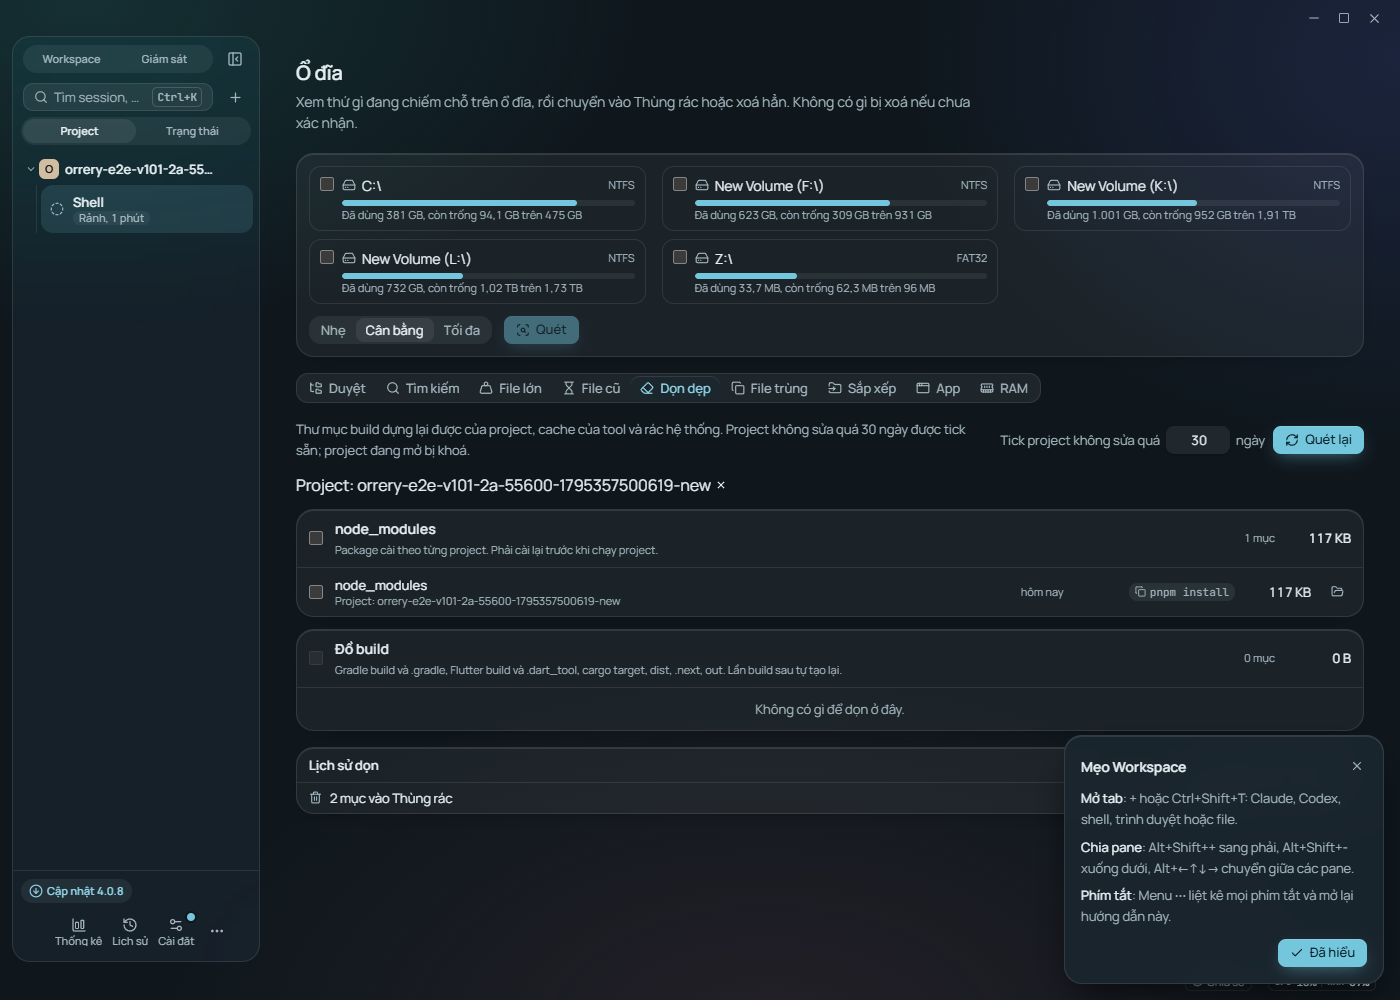 Workspace
Giám sát
Tìm session, ...
Ctrl+K
Project
Trạng thái
O
orrery-e2e-v101-2a-55...
Shell
Rảnh, 1 phút
Cập nhật 4.0.8
Thống kê
Lịch sử
Cài đặt
Ổ đĩa
Xem thứ gì đang chiếm chỗ trên ổ đĩa, rồi chuyển vào Thùng rác hoặc xoá hẳn. Không có gì bị xoá nếu chưa
xác nhận.
C:\
NTFS
Đã dùng 381 GB, còn trống 94,1 GB trên 475 GB
New Volume (F:\)
NTFS
Đã dùng 623 GB, còn trống 309 GB trên 931 GB
New Volume (K:\)
NTFS
Đã dùng 1.001 GB, còn trống 952 GB trên 1,91 TB
New Volume (L:\)
NTFS
Đã dùng 732 GB, còn trống 1,02 TB trên 1,73 TB
Z:\
FAT32
Đã dùng 33,7 MB, còn trống 62,3 MB trên 96 MB
Nhẹ
Cân bằng
Tối đa
Quét
Duyệt
Tìm kiếm
File lớn
File cũ
Dọn dẹp
File trùng
Sắp xếp
App
RAM
Thư mục build dựng lại được của project, cache của tool và rác hệ thống. Project không sửa quá 30 ngày được tick
sẵn; project đang mở bị khoá.
Tick project không sửa quá
30
ngày
Quét lại
Project: orrery-e2e-v101-2a-55600-1795357500619-new ×
node_modules
Package cài theo từng project. Phải cài lại trước khi chạy project.
1 mục
117 KB
node_modules
Project: orrery-e2e-v101-2a-55600-1795357500619-new
hôm nay
pnpm install
117 KB
Đồ build
Gradle build và .gradle, Flutter build và .dart_tool, cargo target, dist, .next, out. Lần build sau tự tạo lại.
0 mục
0 B
Không có gì để dọn ở đây.
Lịch sử dọn
2 mục vào Thùng rác
Mẹo Workspace
Mở tab: + hoặc Ctrl+Shift+T: Claude, Codex,
shell, trình duyệt hoặc file.
Chia pane: Alt+Shift++ sang phải, Alt+Shift+-
xuống dưới, Alt+←↑↓→ chuyển giữa các pane.
Phím tắt: Menu ··· liệt kê mọi phím tắt và mở lại
hướng dẫn này.
Đã hiểu